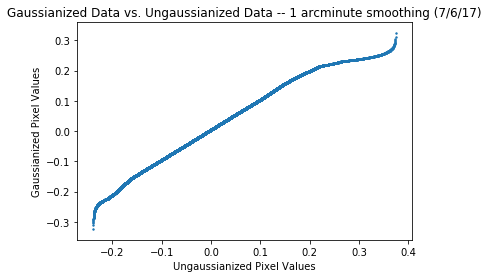 Gaussianized Data vs. Ungaussianized Data -- 1 arcminute smoothing (7/6/17)
0.3
0.2
0.1
0.0
−0.1
−0.2
−0.3
Gaussianized Pixel Values
−0.2 −0.1 0.0 0.1 0.2 0.3 0.4
Ungaussianized Pixel Values